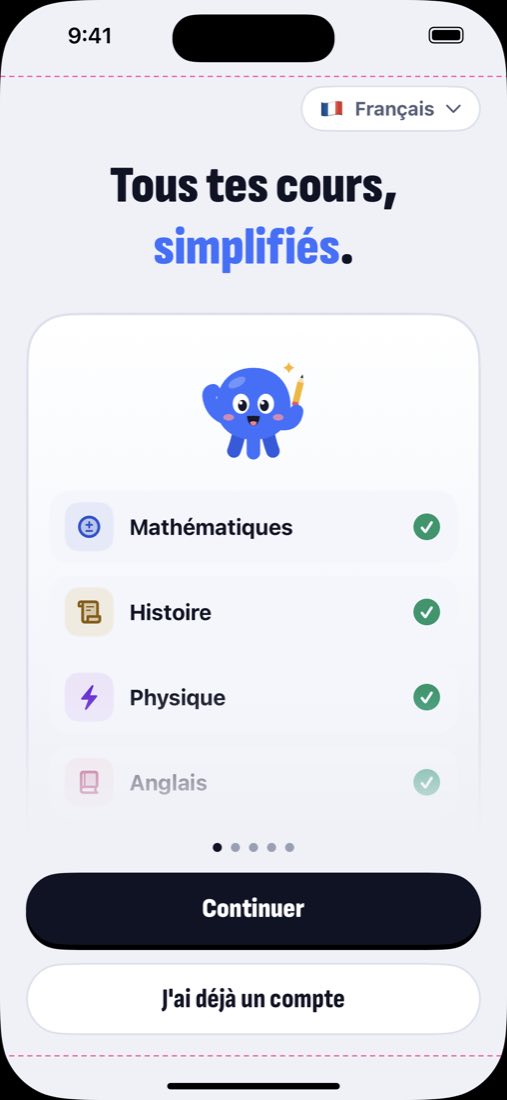 9:41
Français
Tous tes cours,
simplifiés.
Mathématiques
Histoire
Physique
Anglais
Continuer
J'ai déjà un compte